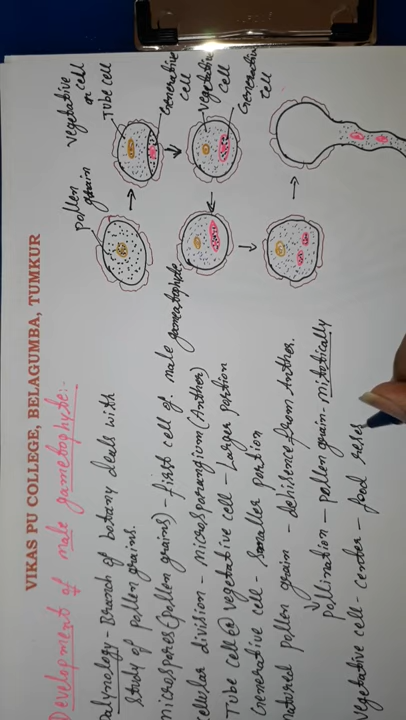 VIKAS PU COLLEGE, BELAGUMBA, TUMKUR
Development of male gametophyte:-
Palynology - Branch of botany deals with
study of pollen grains.
microspores (pollen grains) - first cell of male gametophyte
cellular division - microsporangium (Anther)
Tube cell vegetative cell - Larger portion
Generative cell - smaller portion
matured pollen grain - dehisence from Anther.
pollination - pollen grain - mitotically
Vegetative cell - center - food reser
pollen
grain
Vegetative
cell
or
Tube cell
Generative
cell
Vegetative
cell
Generative
cell